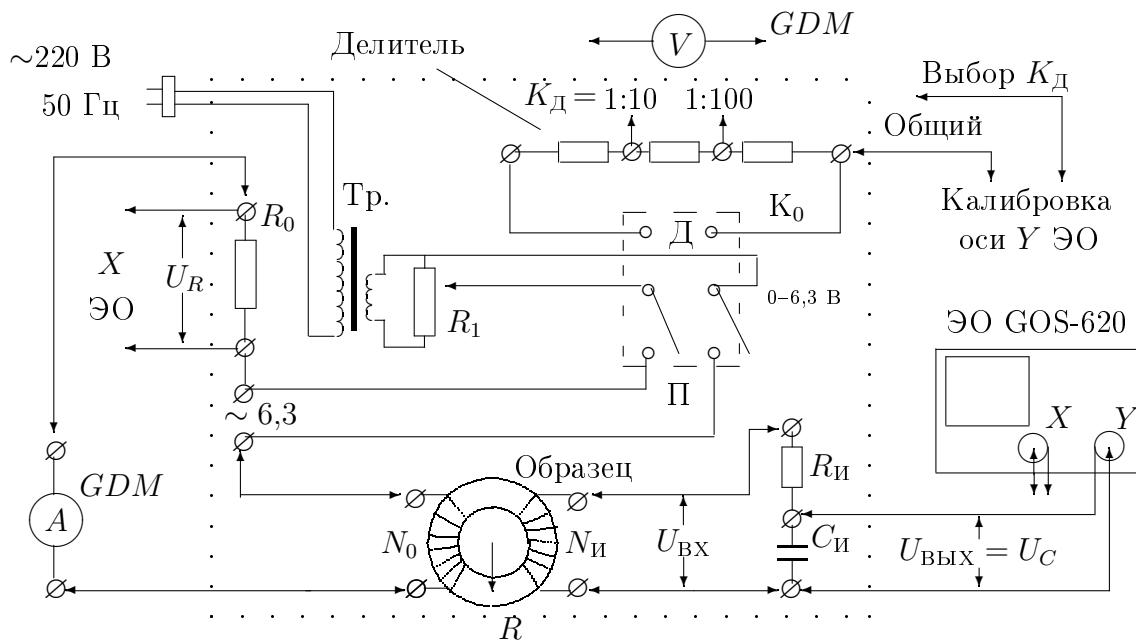 GDM
V
Делитель
~220 В
50 Гц
K_Д = 1:10 1:100
Выбор K_Д
Общий
Калибровка
оси Y ЭО
Тр.
R_0
K_0
Д
X
ЭО
U_R
R_1
0–6,3 В
ЭО GOS-620
П
~ 6,3
X
Y
Образец
R_И
GDM
A
N_0
N_И
U_ВХ
C_И
U_ВЫХ = U_C
R